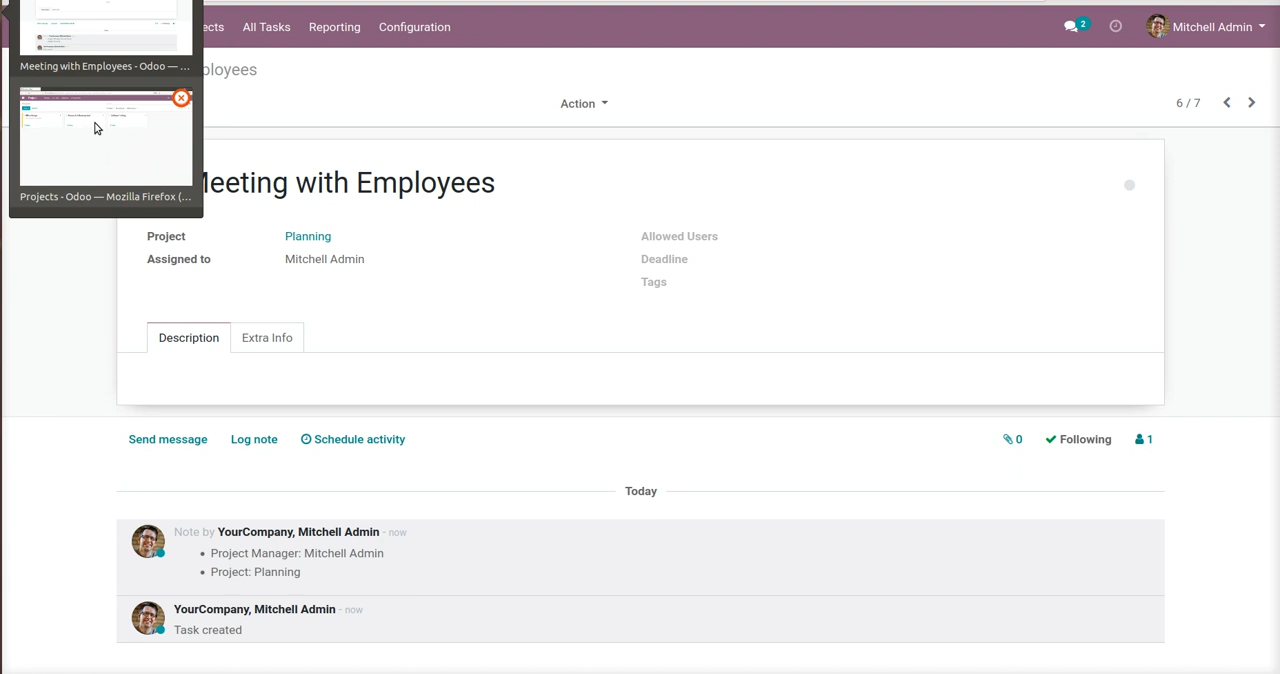 ects All Tasks Reporting Configuration 2 Mitchell Admin
Meeting with Employees - Odoo — ...
ployees
Action 6 / 7
Projects - Odoo — Mozilla Firefox (...
Meeting with Employees
Project Planning Allowed Users
Assigned to Mitchell Admin Deadline
Tags
Description Extra Info
Send message Log note Schedule activity 0 Following 1
Today
Note by YourCompany, Mitchell Admin - now
• Project Manager: Mitchell Admin
• Project: Planning
YourCompany, Mitchell Admin - now
Task created